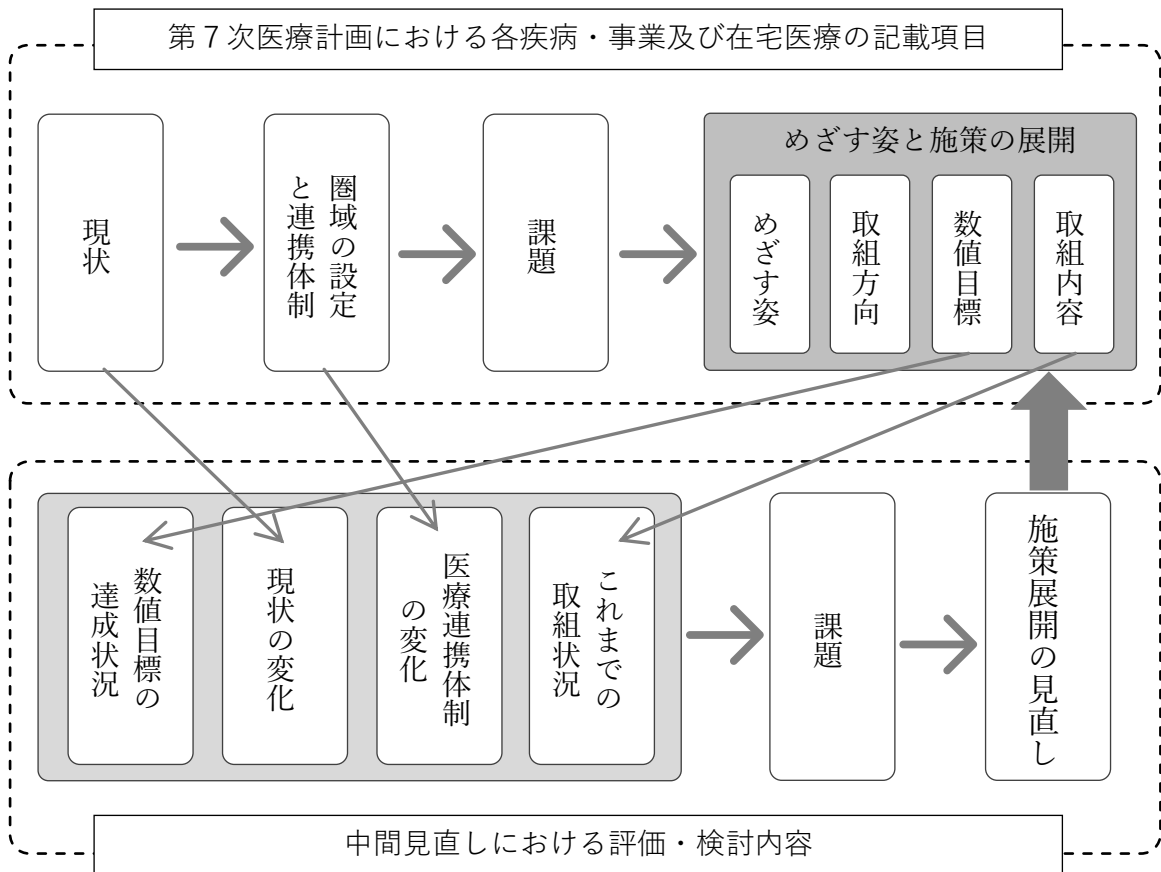 第７次医療計画における各疾病・事業及び在宅医療の記載項目
現状
圏域の設定
と連携体制
課題
めざす姿と施策の展開
めざす姿
取組方向
数値目標
取組内容
数値目標の
達成状況
現状の変化
医療連携体制
の変化
これまでの
取組状況
課題
施策展開の見直し
中間見直しにおける評価・検討内容